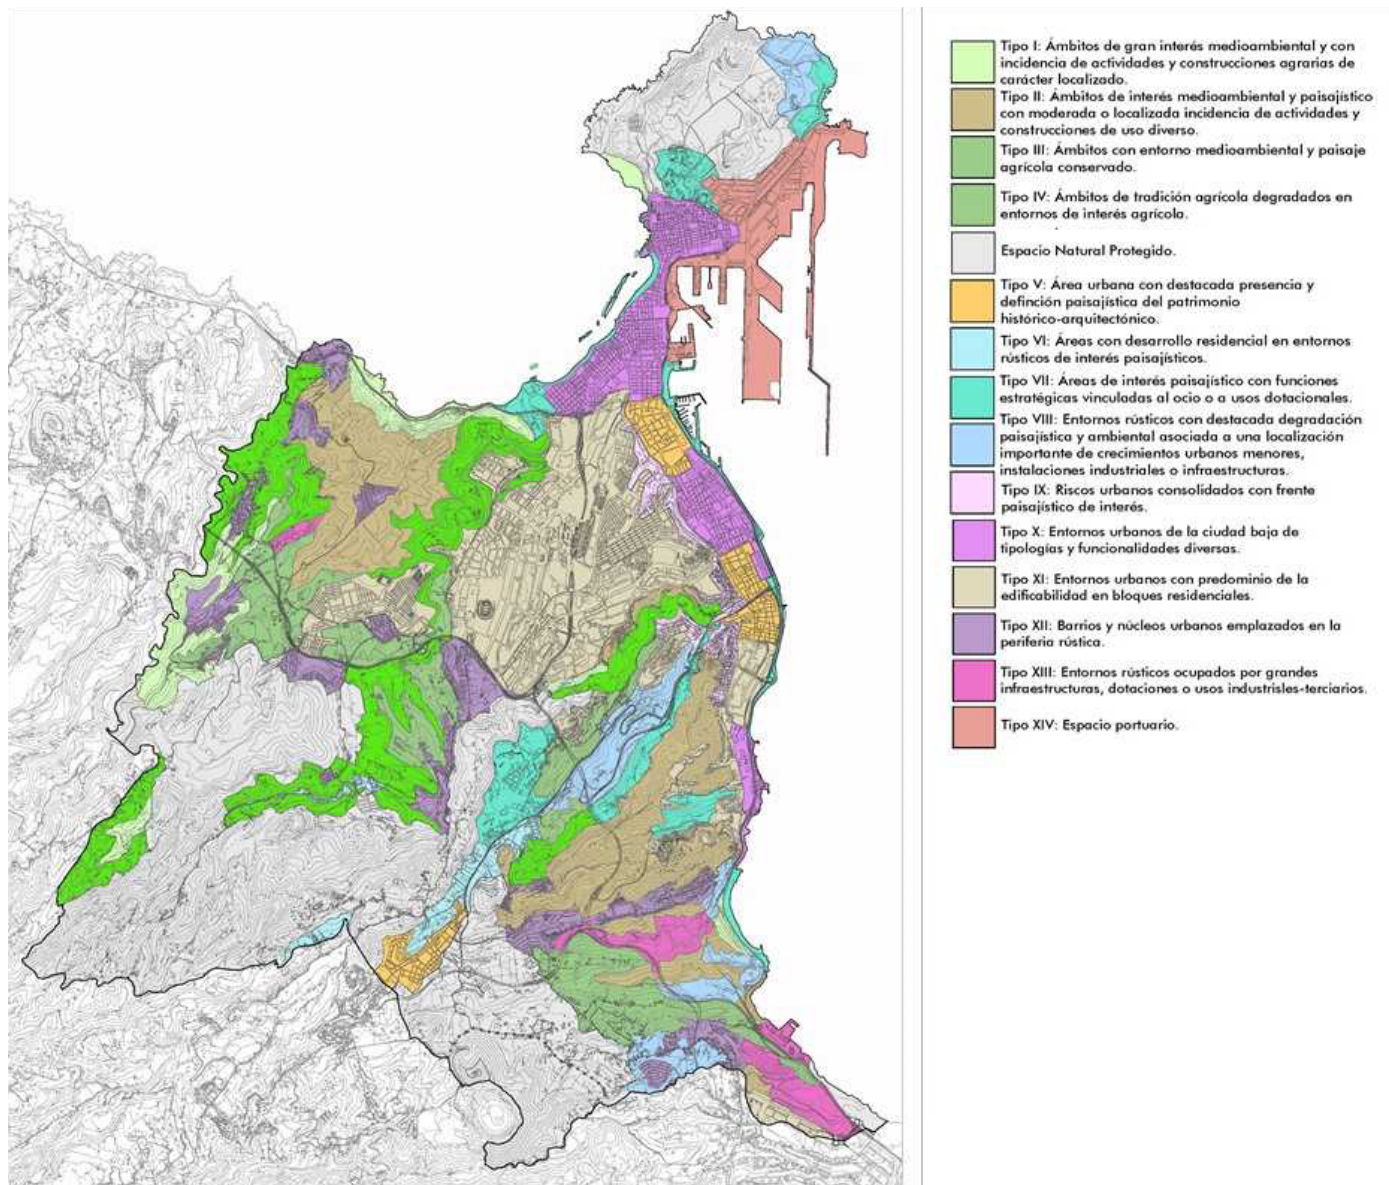 Tipo I: Ámbitos de gran interés medioambiental y con
incidencia de actividades y construcciones agrarias de
carácter localizado.
Tipo II: Ámbitos de interés medioambiental y paisajístico
con moderada o localizada incidencia de actividades y
construcciones de uso diverso.
Tipo III: Ámbitos con entorno medioambiental y paisaje
agrícola conservado.
Tipo IV: Ámbitos de tradición agrícola degradados en
entornos de interés agrícola.
Espacio Natural Protegido.
Tipo V: Área urbana con destacada presencia y
definción paisajística del patrimonio
histórico-arquitectónico.
Tipo VI: Áreas con desarrollo residencial en entornos
rústicos de interés paisajísticos.
Tipo VII: Áreas de interés paisajístico con funciones
estratégicas vinculadas al ocio o a usos dotacionales.
Tipo VIII: Entornos rústicos con destacada degradación
paisajística y ambiental asociada a una localización
importante de crecimientos urbanos menores,
instalaciones industriales o infraestructuras.
Tipo IX: Riscos urbanos consolidados con frente
paisajístico de interés.
Tipo X: Entornos urbanos de la ciudad baja de
tipologías y funcionalidades diversas.
Tipo XI: Entornos urbanos con predominio de la
edificabilidad en bloques residenciales.
Tipo XII: Barrios y núcleos urbanos emplazados en la
periferia rústica.
Tipo XIII: Entornos rústicos ocupados por grandes
infraestructuras, dotaciones o usos industrisles-terciarios.
Tipo XIV: Espacio portuario.